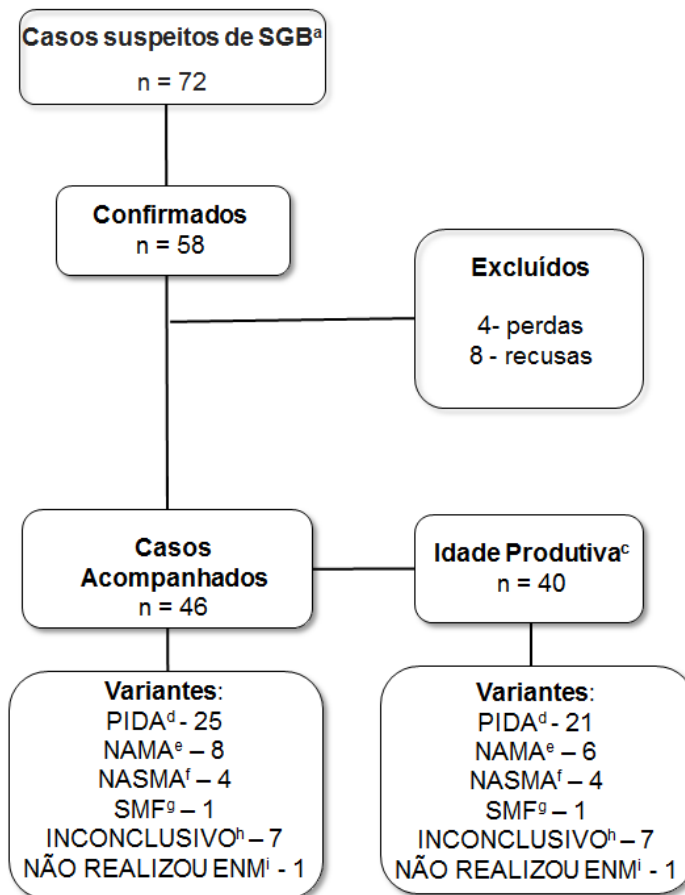 Casos suspeitos de SGBᵃ
n = 72
Confirmados
n = 58
Excluídos
4- perdas
8 - recusas
Casos
Acompanhados
n = 46
Idade Produtivaᶜ
n = 40
Variantes:
PIDAᵈ - 25
NAMAᵉ – 8
NASMAᶠ – 4
SMFᵍ – 1
INCONCLUSIVOʰ – 7
NÃO REALIZOU ENMⁱ - 1
Variantes:
PIDAᵈ - 21
NAMAᵉ – 6
NASMAᶠ – 4
SMFᵍ – 1
INCONCLUSIVOʰ – 7
NÃO REALIZOU ENMⁱ - 1